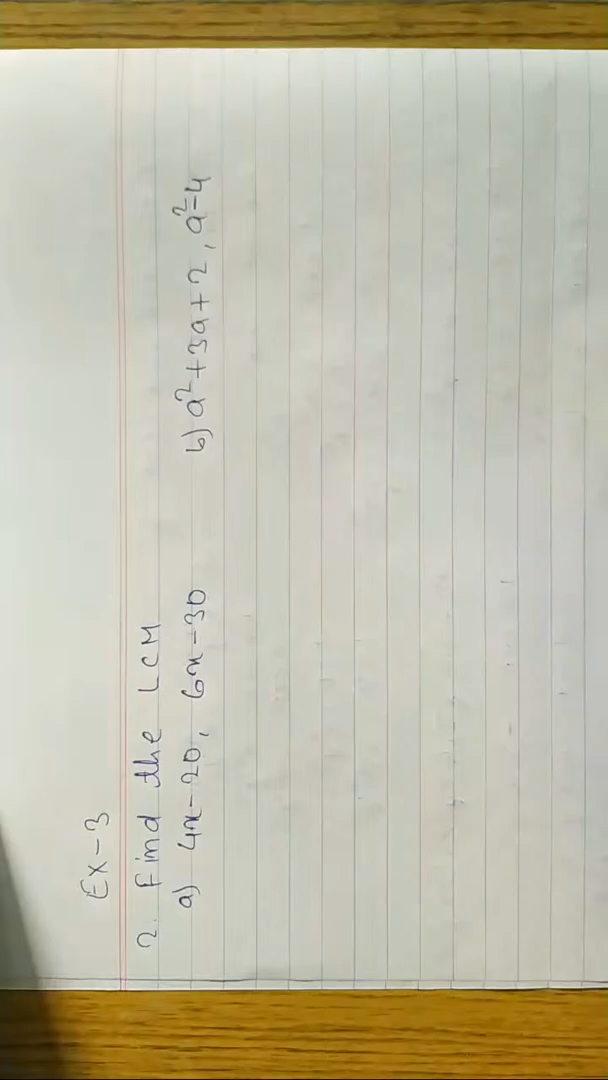 Ex-3
2. Find the LCM
a) 4x-20, 6x-30 b) a²+3a+2, a²-4